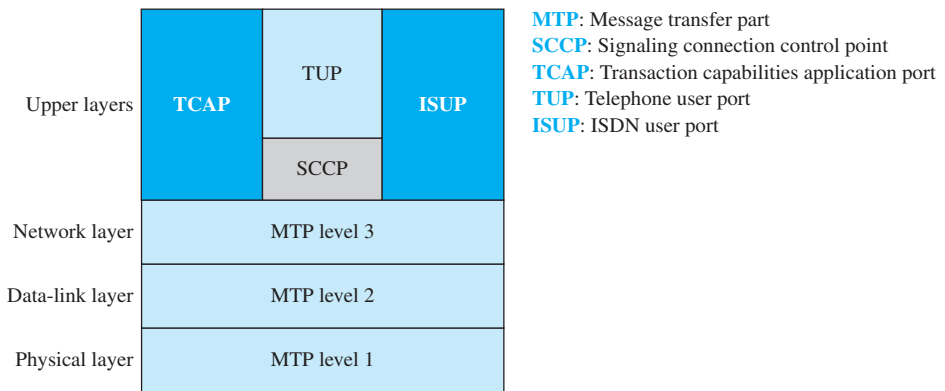 Upper layers
TCAP
TUP
SCCP
ISUP
Network layer
MTP level 3
Data-link layer
MTP level 2
Physical layer
MTP level 1
MTP: Message transfer part
SCCP: Signaling connection control point
TCAP: Transaction capabilities application port
TUP: Telephone user port
ISUP: ISDN user port